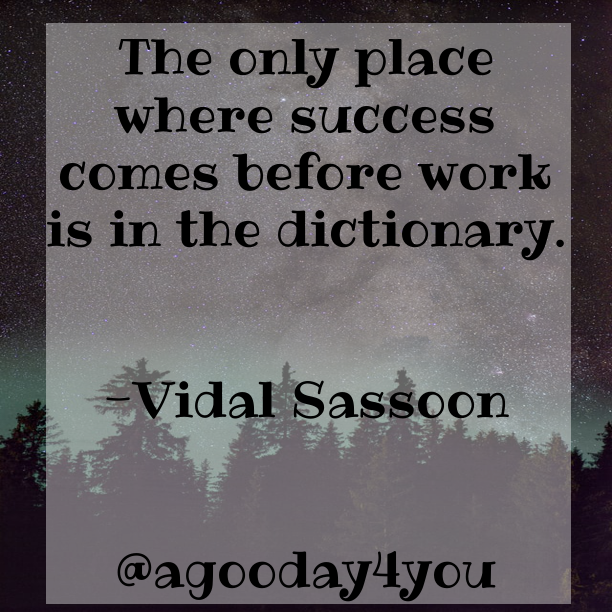 The only place
where success
comes before work
is in the dictionary.
-Vidal Sassoon
@agooday4you